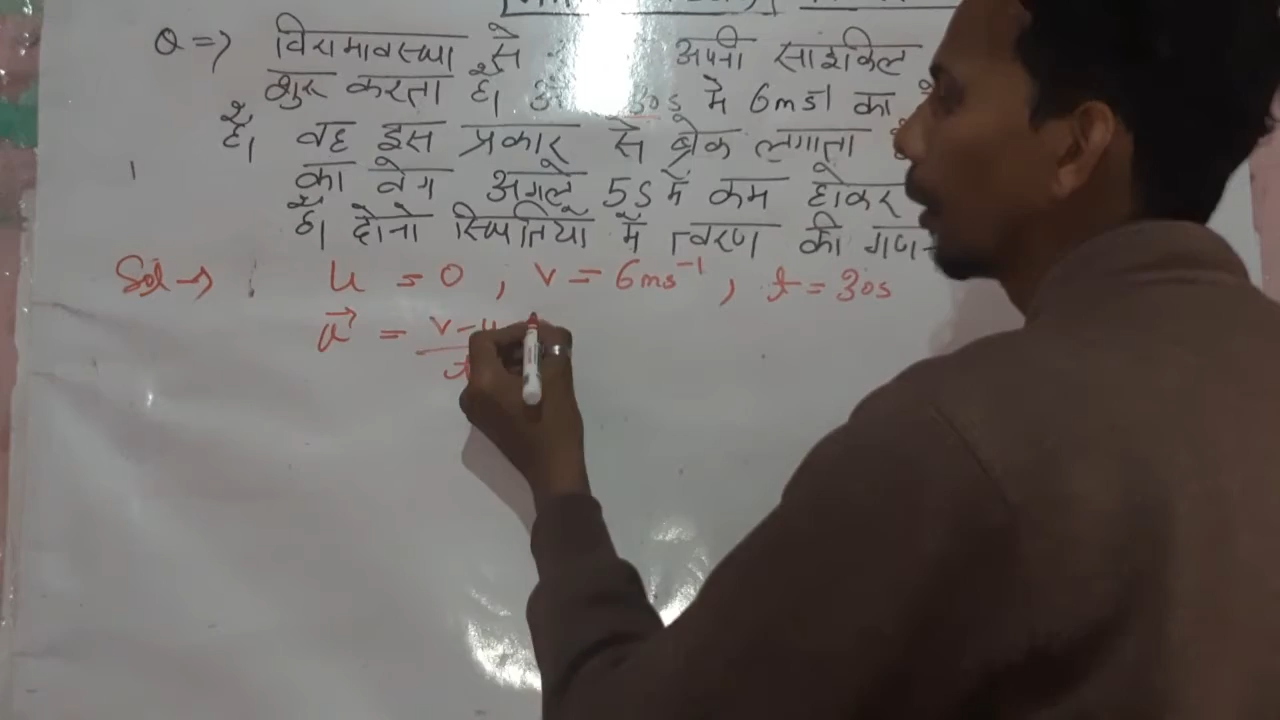 Q => विरामावस्था से अपनी साइकिल
शुरू करता है। 30s में 6ms-1 का
है। वह इस प्रकार से ब्रेक लगाता
का वेग अगले 5s में कम होकर
है। दोनो स्थितियों में त्वरण की
Sol → u = 0 , v = 6ms⁻¹ , t = 30s
a⃗ = v-u / t